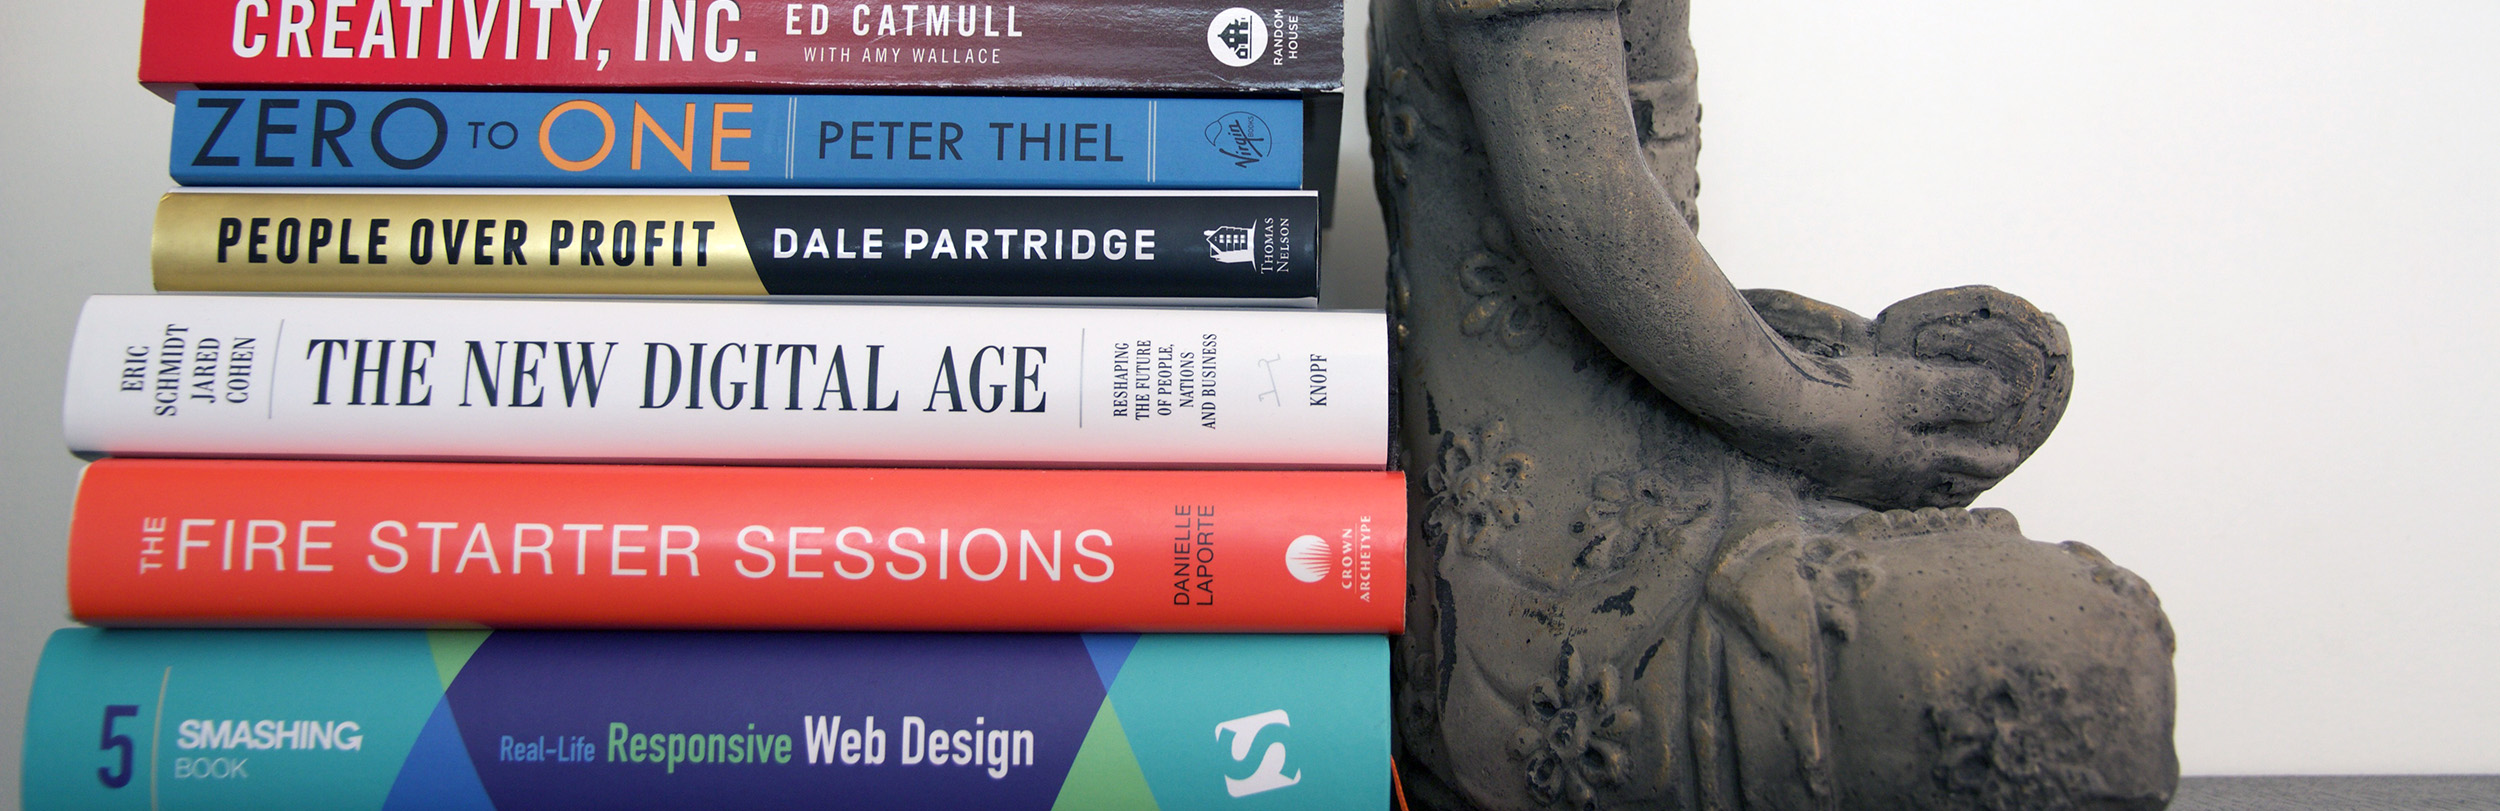 CREATIVITY, INC.
ED CATMULL
WITH AMY WALLACE
RANDOM
HOUSE
ZERO TO ONE
PETER THIEL
Virgin
BOOKS
PEOPLE OVER PROFIT
DALE PARTRIDGE
THOMAS
NELSON
ERIC
SCHMIDT
JARED
COHEN
THE NEW DIGITAL AGE
RESHAPING
THE FUTURE
OF PEOPLE,
NATIONS
AND BUSINESS
KNOPF
THE FIRE STARTER SESSIONS
DANIELLE
LAPORTE
CROWN
ARCHETYPE
5
SMASHING
BOOK
Real-Life Responsive Web Design
S